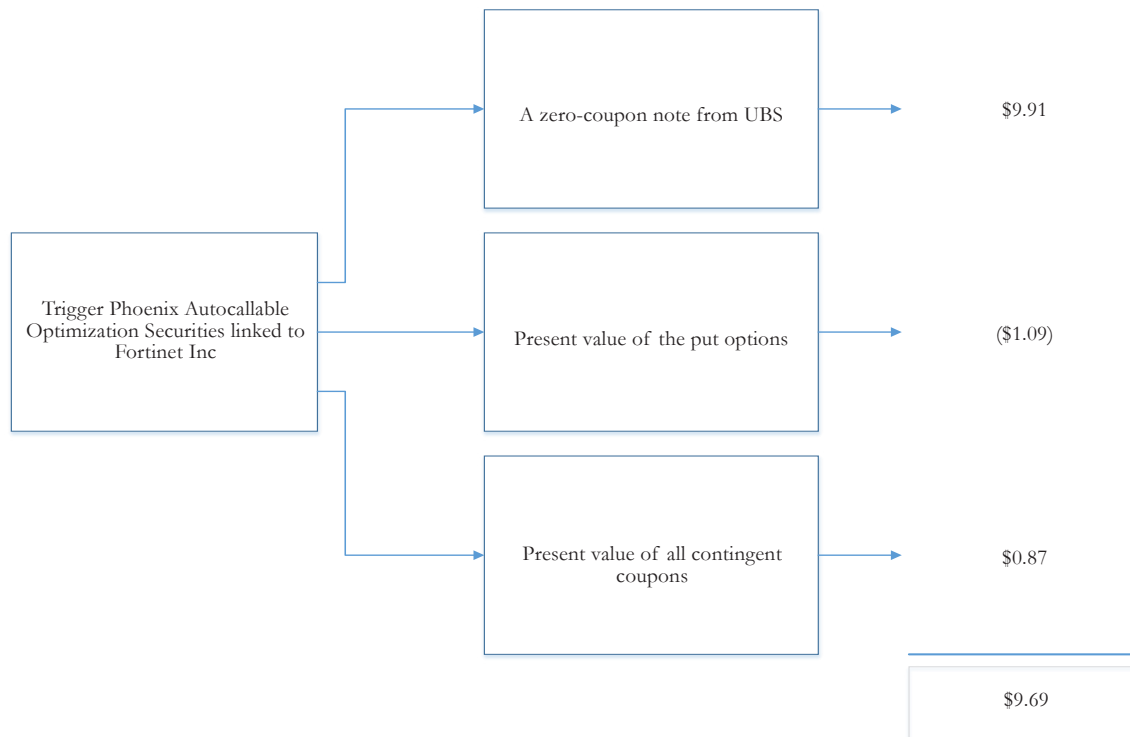 A zero-coupon note from UBS
$9.91
Trigger Phoenix Autocallable
Optimization Securities linked to
Fortinet Inc
Present value of the put options
($1.09)
Present value of all contingent
coupons
$0.87
$9.69